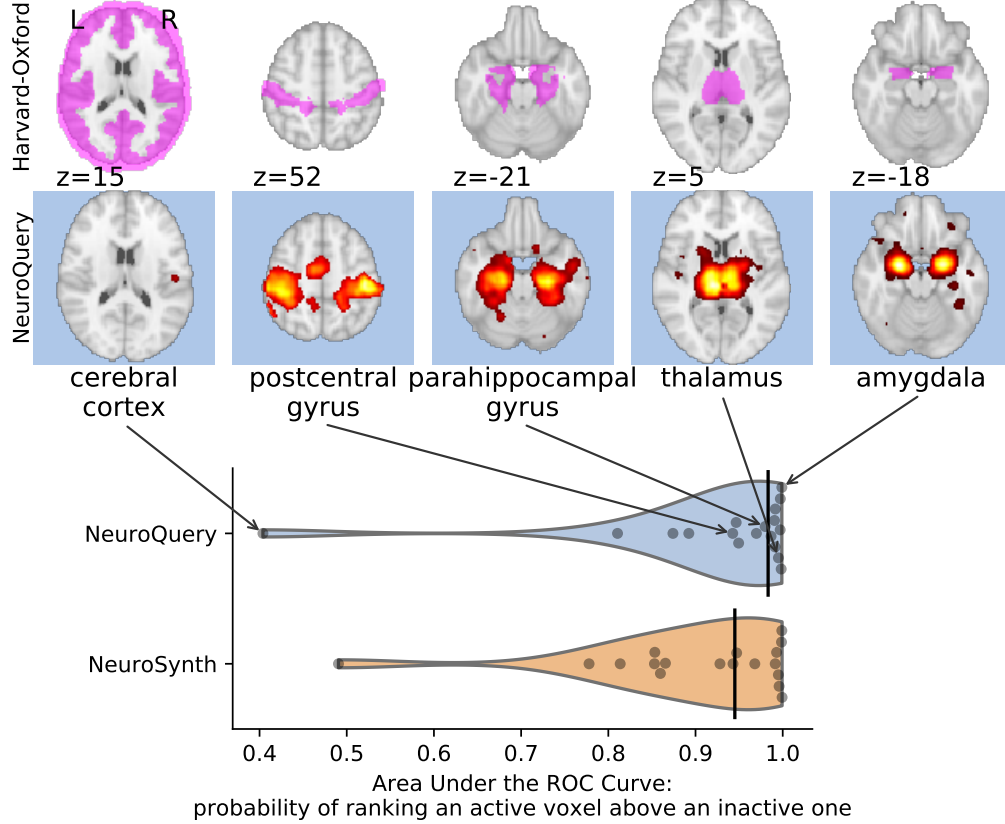 Harvard-Oxford
L R
z=15 z=52 z=-21 z=5 z=-18
NeuroQuery
cerebral cortex
postcentral gyrus
parahippocampal gyrus
thalamus
amygdala
NeuroQuery
NeuroSynth
0.4 0.5 0.6 0.7 0.8 0.9 1.0
Area Under the ROC Curve:
probability of ranking an active voxel above an inactive one